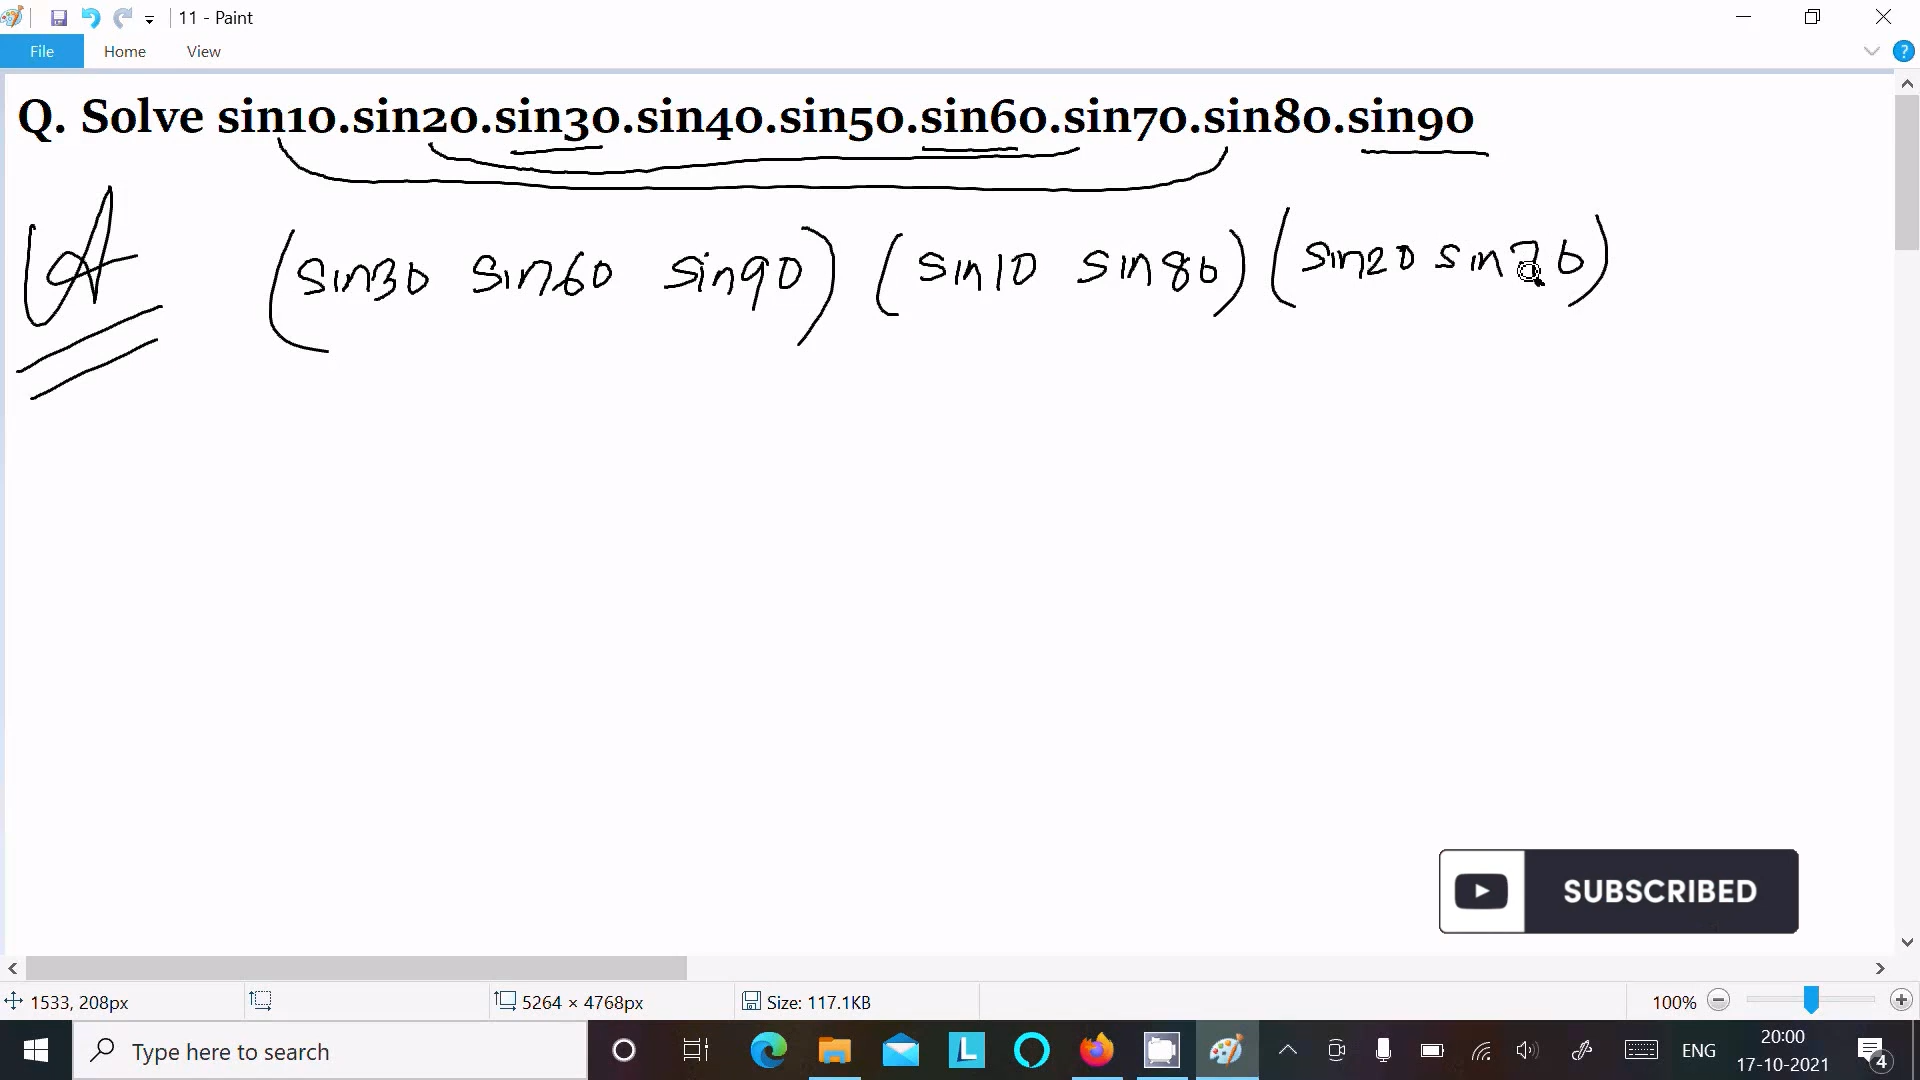 11 - Paint
File Home View
Q. Solve sin10.sin20.sin30.sin40.sin50.sin60.sin70.sin80.sin90
A (sin30 sin60 sin90) (sin10 sin80) (sin20 sin70)
SUBSCRIBED
1533, 208px 5264 × 4768px Size: 117.1KB 100%
Type here to search L ENG 20:00
17-10-2021 4